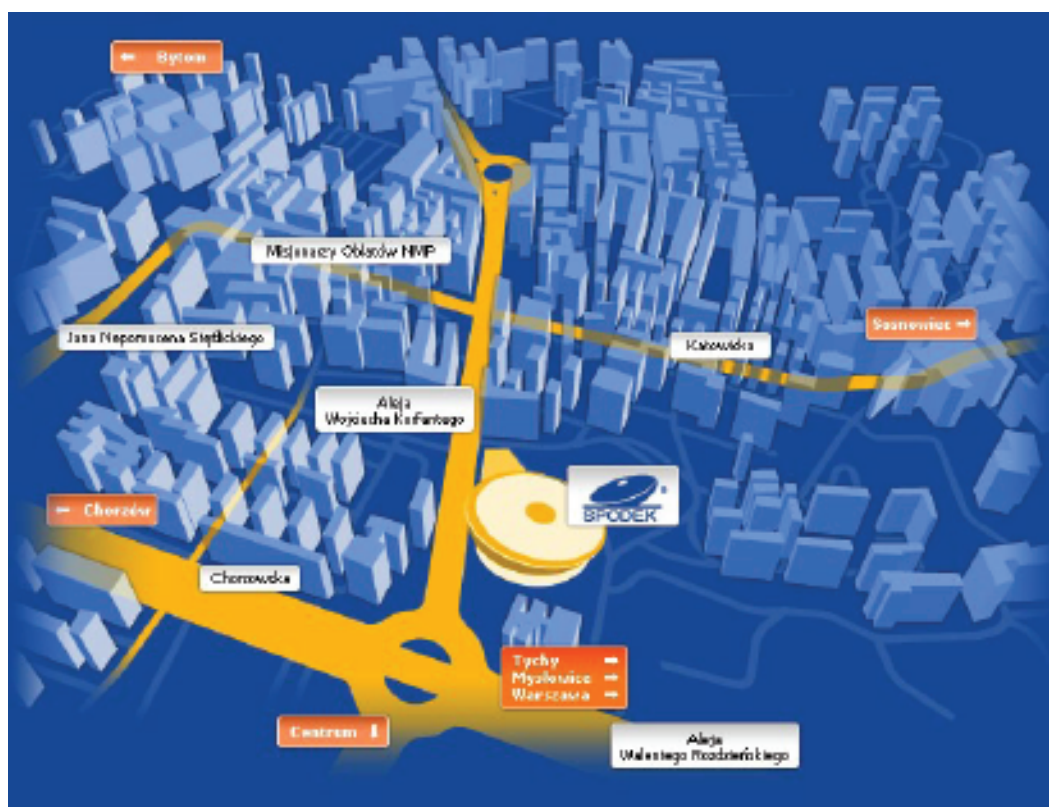 ← Bytom
Misjonarzy Oblatów NMP
Sosnowiec →
Jana Nepomucena Stęślickiego
Katowicka
Aleja
Wojciecha Korfantego
SPODEK
← Chorzów
Chorzowska
Tychy →
Mysłowice →
Warszawa →
Centrum ↓
Aleja
Walentego Roździeńskiego